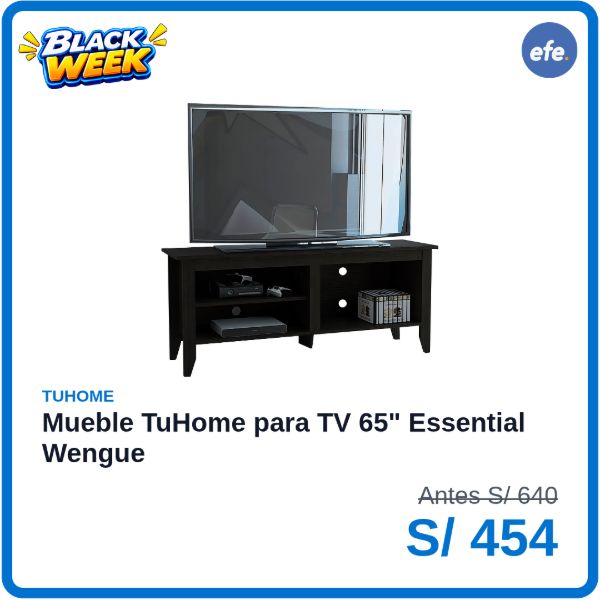 BLACK
WEEK
efe.
TUHOME
Mueble TuHome para TV 65" Essential
Wengue
Antes S/ 640
S/ 454